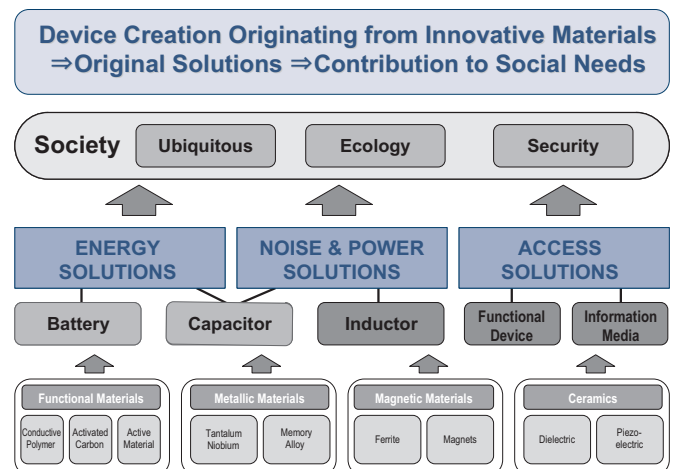 Device Creation Originating from Innovative Materials
⇒Original Solutions ⇒Contribution to Social Needs
Society
Ubiquitous
Ecology
Security
ENERGY
SOLUTIONS
NOISE & POWER
SOLUTIONS
ACCESS
SOLUTIONS
Battery
Capacitor
Inductor
Functional
Device
Information
Media
Functional Materials
Conductive
Polymer
Activated
Carbon
Active
Material
Metallic Materials
Tantalum
Niobium
Memory
Alloy
Magnetic Materials
Ferrite
Magnets
Ceramics
Dielectric
Piezo-
electric